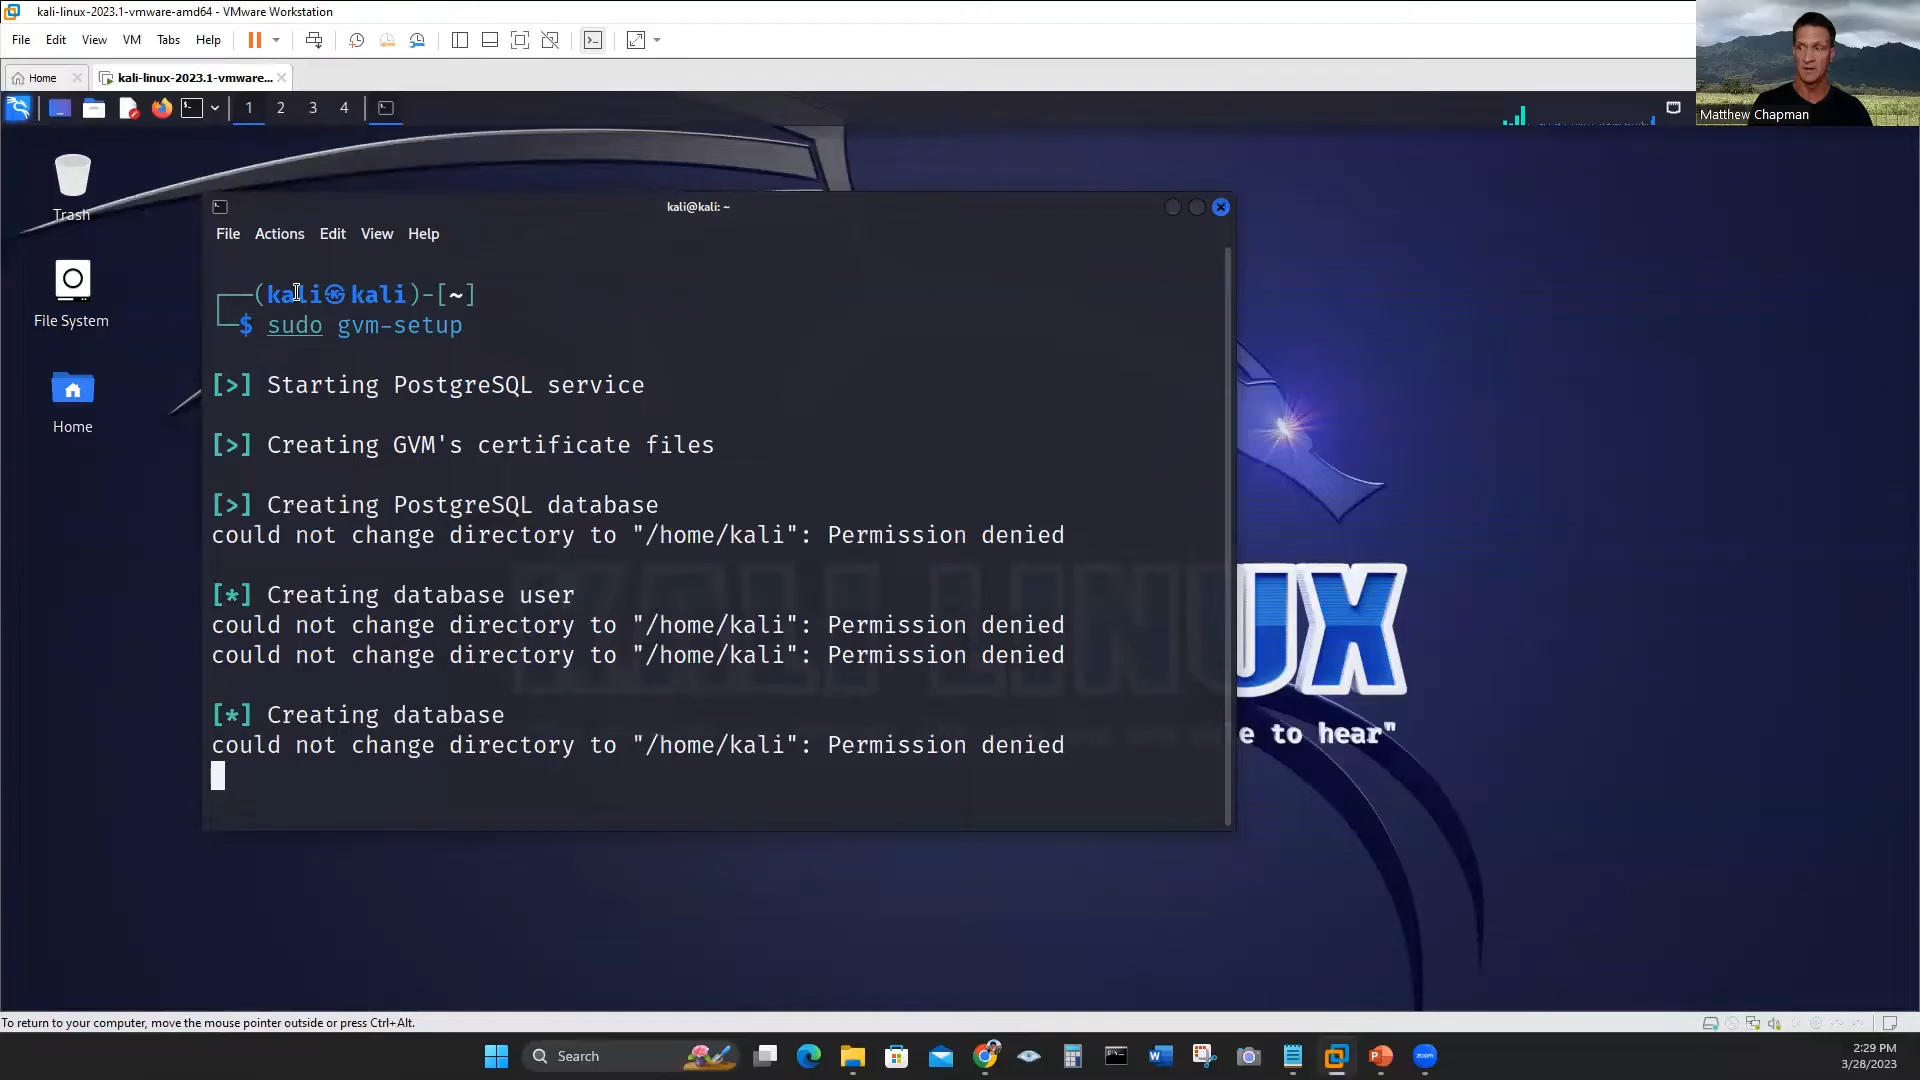 kali-linux-2023.1-vmware-amd64 - VMware Workstation
File Edit View VM Tabs Help
Home
kali-linux-2023.1-vmware...
1 2 3 4
Matthew Chapman
Trash
File System
Home
kali@kali: ~
File Actions Edit View Help
┌──(kali㉿kali)-[~]
└─$ sudo gvm-setup
[>] Starting PostgreSQL service
[>] Creating GVM's certificate files
[>] Creating PostgreSQL database
could not change directory to "/home/kali": Permission denied
[*] Creating database user
could not change directory to "/home/kali": Permission denied
could not change directory to "/home/kali": Permission denied
[*] Creating database
could not change directory to "/home/kali": Permission denied
KALI LINUX
e to hear"
To return to your computer, move the mouse pointer outside or press Ctrl+Alt.
Search
zoom
2:29 PM
3/28/2023